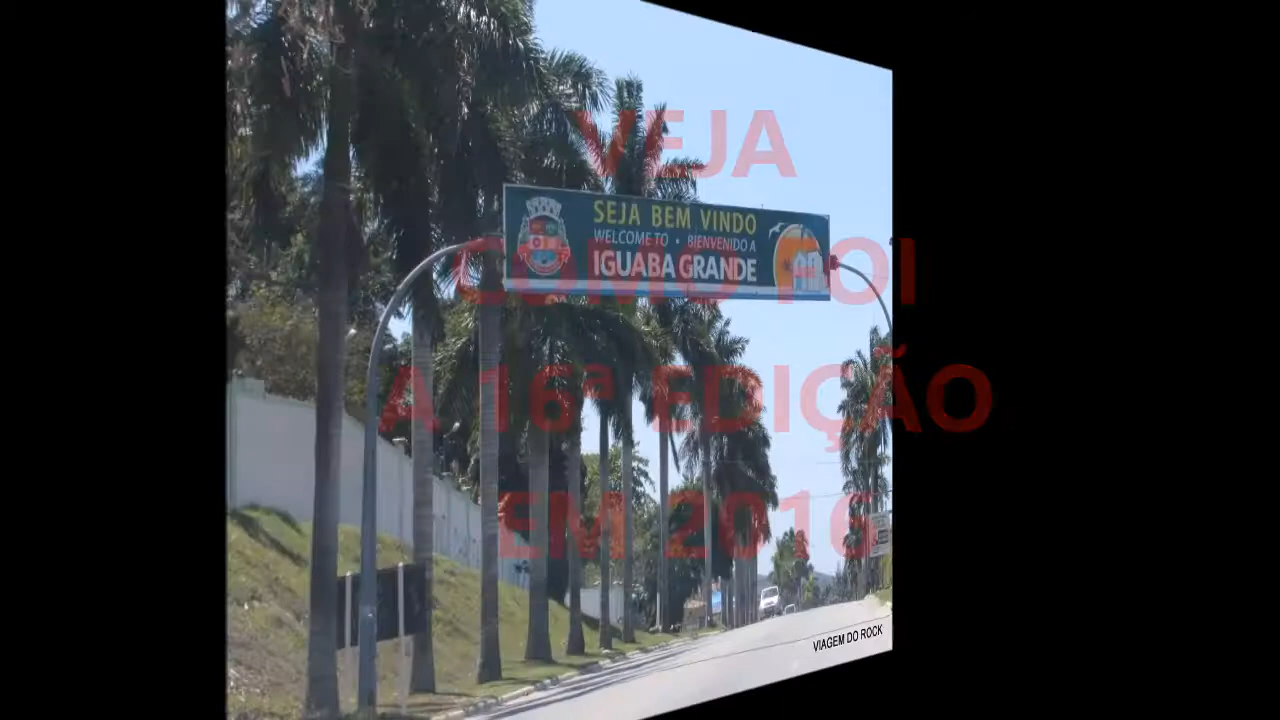 VEJA
SEJA BEM VINDO
WELCOME TO • BIENVENIDO A
IGUABA GRANDE
COMO FOI
A 16ª EDIÇÃO
EM 2016
VIAGEM DO ROCK